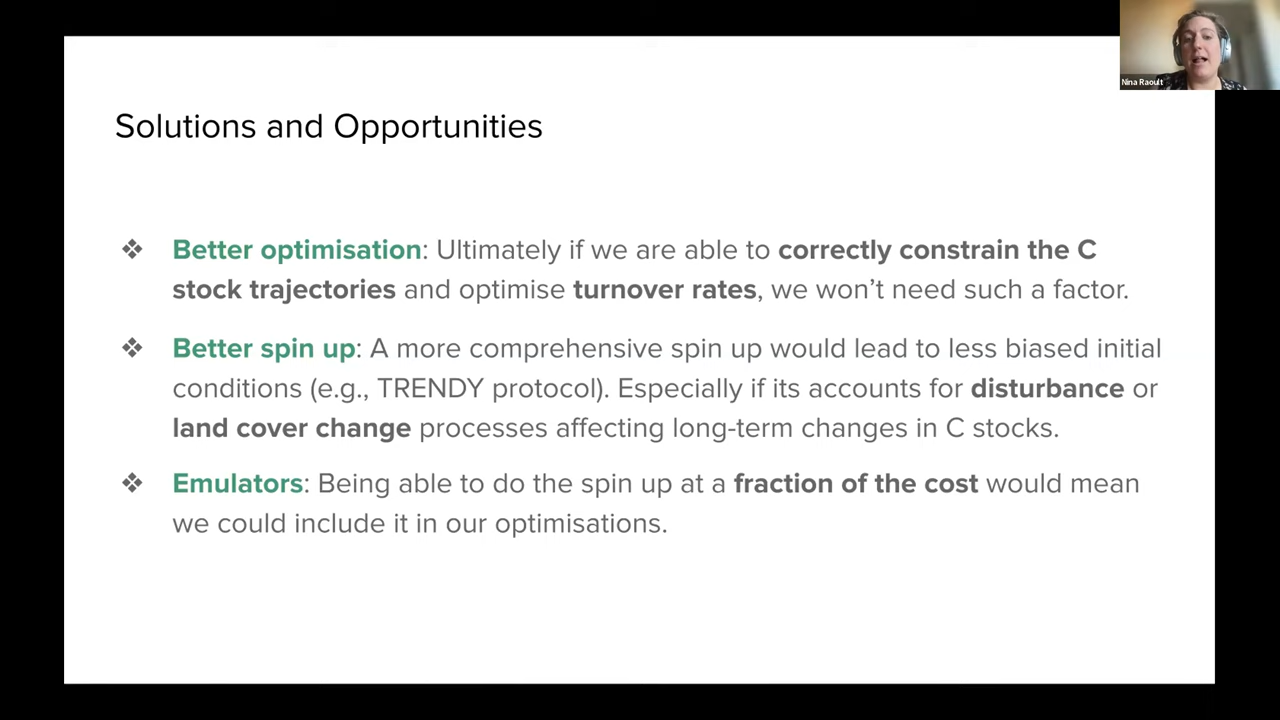 Nina Raoult
Solutions and Opportunities
❖ Better optimisation: Ultimately if we are able to correctly constrain the C
stock trajectories and optimise turnover rates, we won’t need such a factor.
❖ Better spin up: A more comprehensive spin up would lead to less biased initial
conditions (e.g., TRENDY protocol). Especially if its accounts for disturbance or
land cover change processes affecting long-term changes in C stocks.
❖ Emulators: Being able to do the spin up at a fraction of the cost would mean
we could include it in our optimisations.